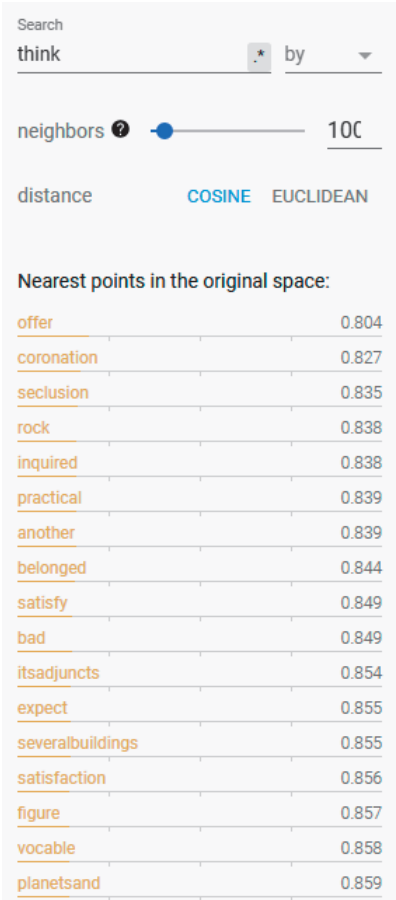 Search
think .* by
neighbors ? 100
distance COSINE EUCLIDEAN
Nearest points in the original space:
offer 0.804
coronation 0.827
seclusion 0.835
rock 0.838
inquired 0.838
practical 0.839
another 0.839
belonged 0.844
satisfy 0.849
bad 0.849
itsadjuncts 0.854
expect 0.855
severalbuildings 0.855
satisfaction 0.856
figure 0.857
vocable 0.858
planetsand 0.859